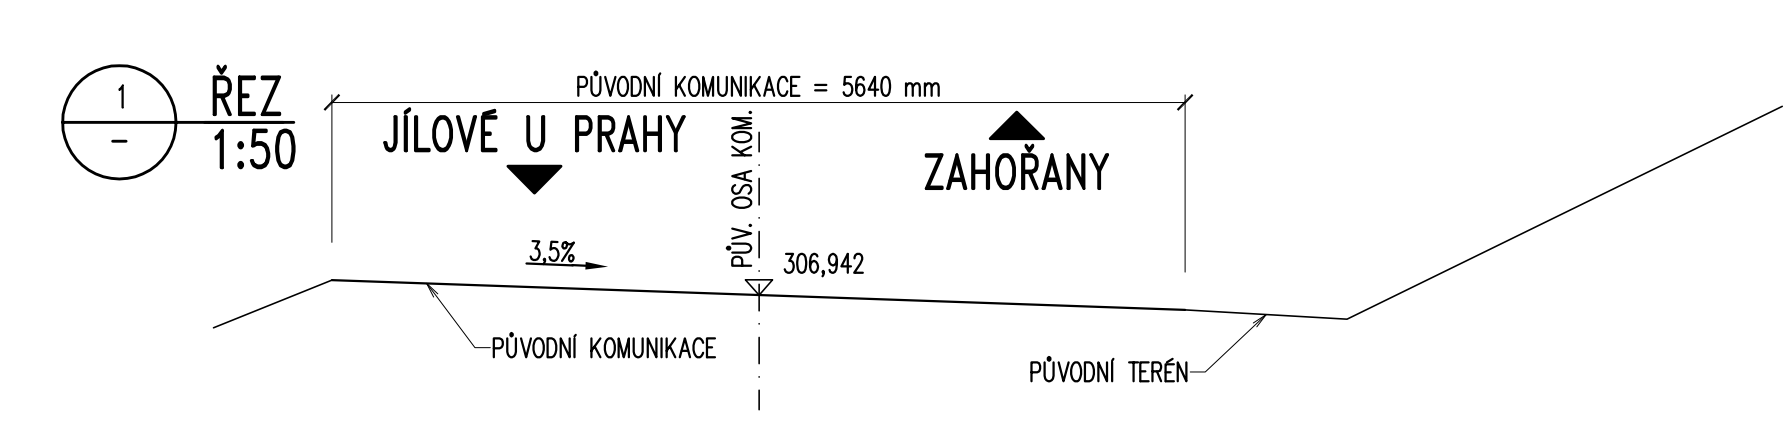 1
–
ŘEZ
1:50
PŮVODNÍ KOMUNIKACE = 5640 mm
JÍLOVÉ U PRAHY
PŮV. OSA KOM.
ZAHOŘANY
3,5%
306,942
PŮVODNÍ KOMUNIKACE
PŮVODNÍ TERÉN